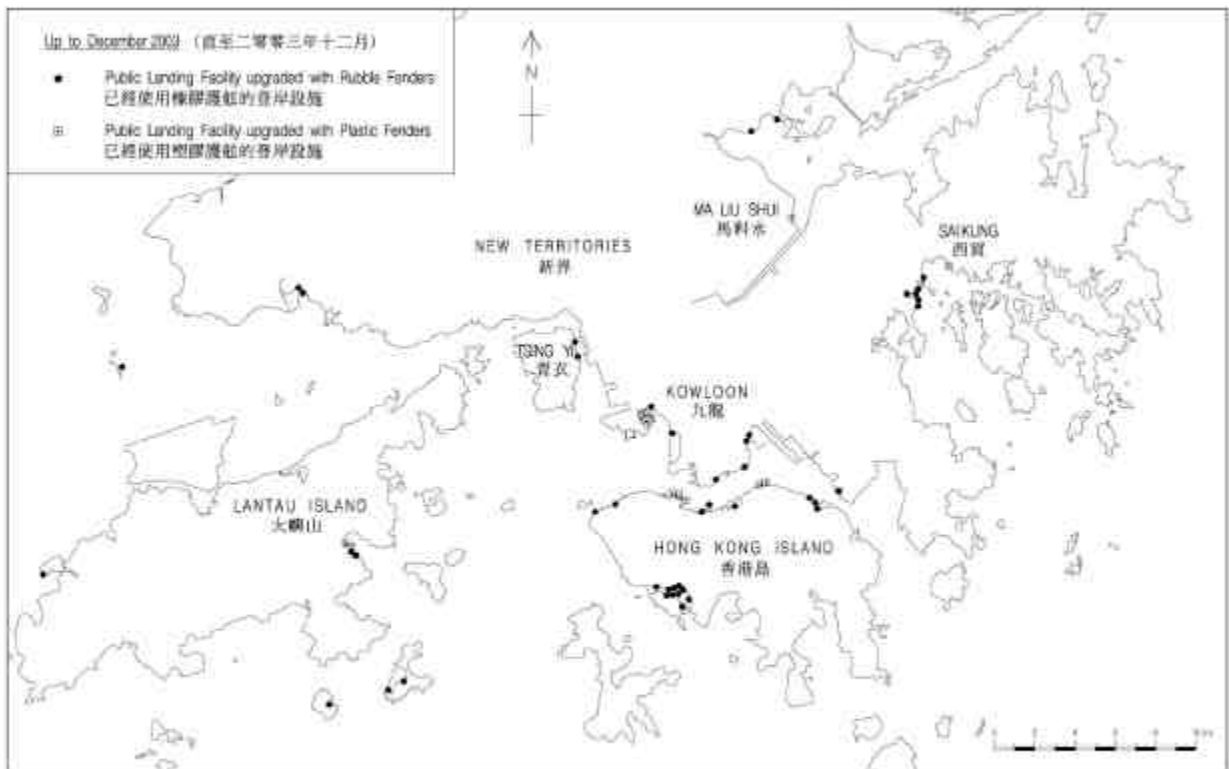 Up to December 2003 (直至二零零三年十二月)
Public Landing Facility upgraded with Rubble Fenders
已經使用橡膠護舷的登岸設施
Public Landing Facility upgraded with Plastic Fenders
已經使用塑膠護舷的登岸設施
N
MA LIU SHUI
馬料水
SAIKUNG
西貢
NEW TERRITORIES
新界
TSING YI
青衣
KOWLOON
九龍
LANTAU ISLAND
大嶼山
HONG KONG ISLAND
香港島